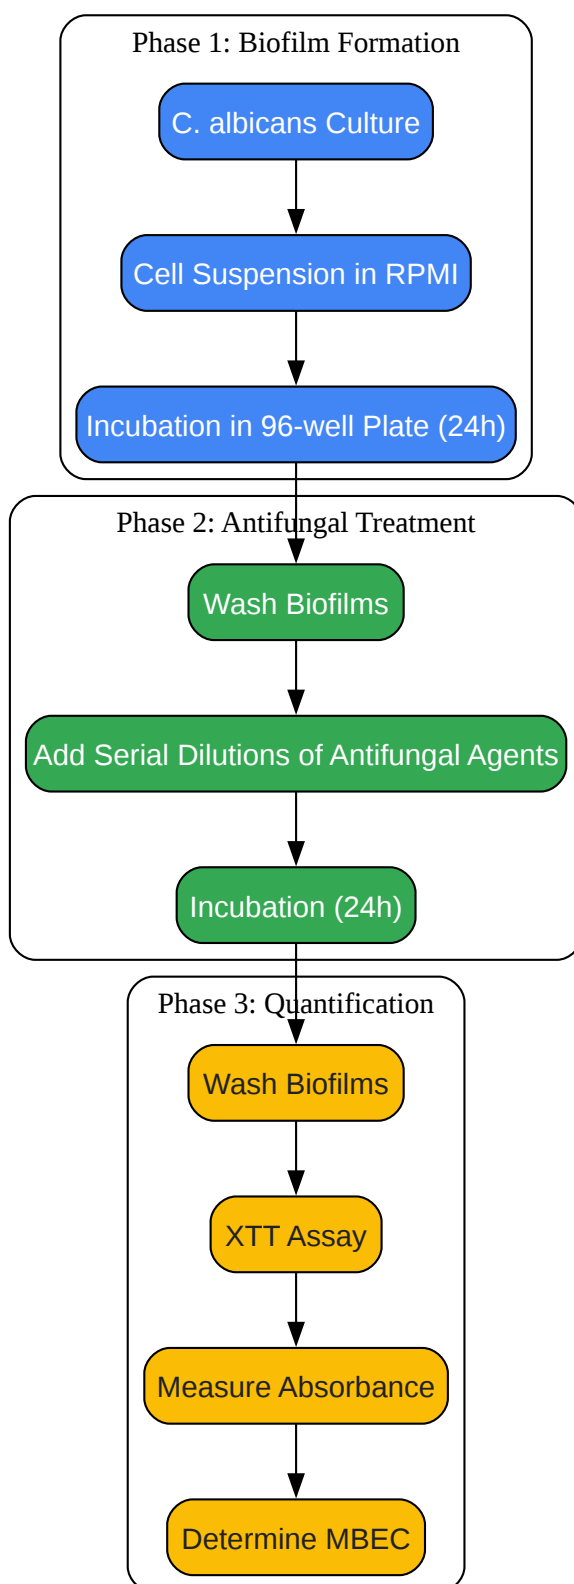 Phase 1: Biofilm Formation
C. albicans Culture
Cell Suspension in RPMI
Incubation in 96-well Plate (24h)
Phase 2: Antifungal Treatment
Wash Biofilms
Add Serial Dilutions of Antifungal Agents
Incubation (24h)
Phase 3: Quantification
Wash Biofilms
XTT Assay
Measure Absorbance
Determine MBEC